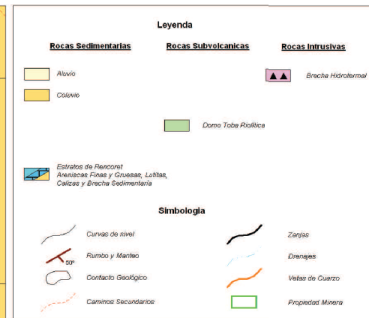 Leyenda
Rocas Sedimentarias
Rocas Subvolcanicas
Rocas Intrusivas
Aluvio
Brecha Hidrotermal
Coluvio
Domo Toba Riolitica
Estratos de Rencoret
Areniscas Finas y Gruesas, Lutitas,
Calizas y Brecha Sedimentaria
Simbologia
Curvas de nivel
Zanjas
Rumbo y Manteo
50º
Drenajes
Contacto Geológico
Vetas de Cuarzo
Caminos Secundarios
Propiedad Minera